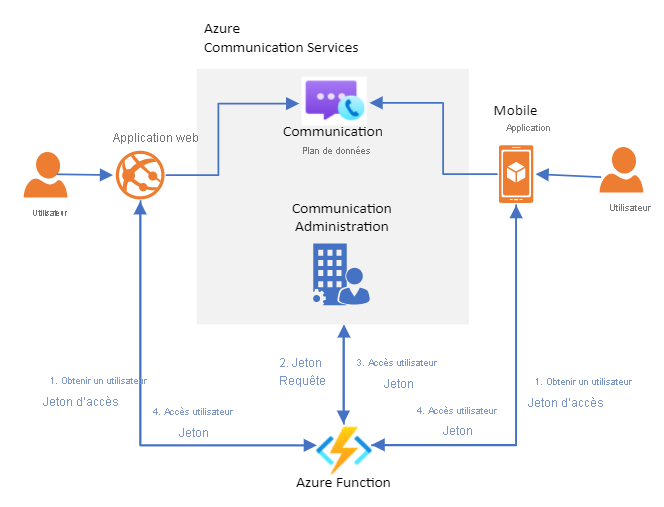 Azure
Communication Services
Communication
Plan de données
Application web
Mobile
Application
Utilisateur
Utilisateur
Communication
Administration
2. Jeton
Requête
3. Accès utilisateur
Jeton
1. Obtenir un utilisateur
Jeton d'accès
4. Accès utilisateur
Jeton
4. Accès utilisateur
Jeton
1. Obtenir un utilisateur
Jeton d'accès
Azure Function